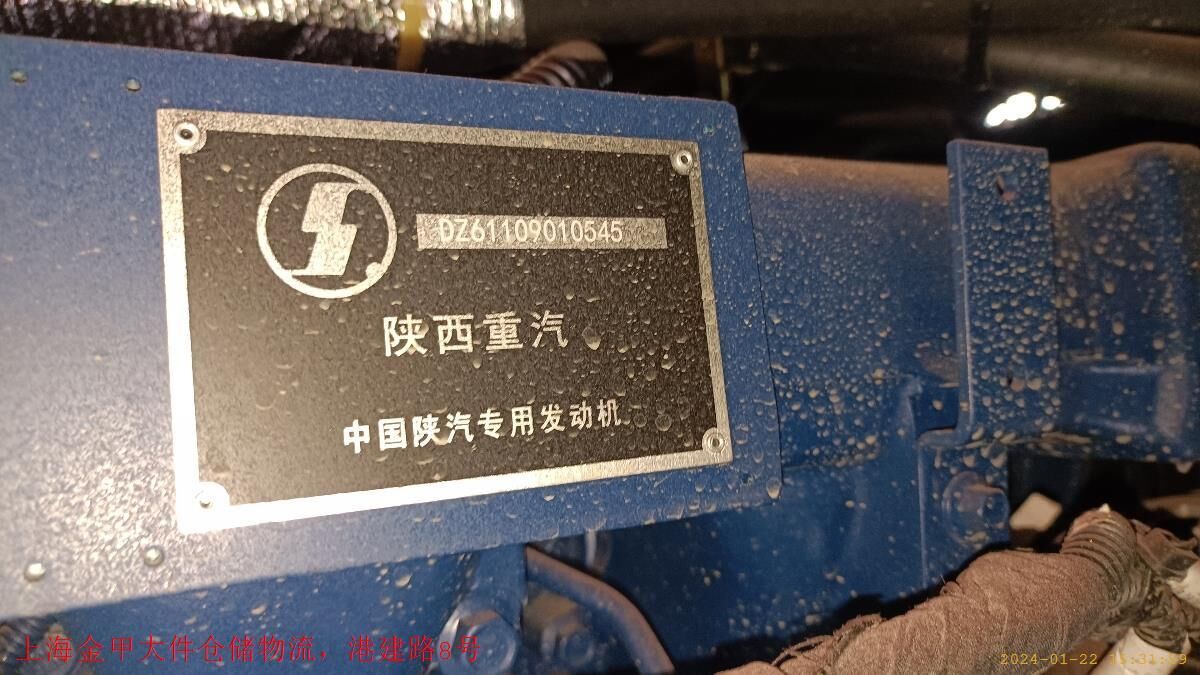 DZ61109010545
陕西重汽
中国陕汽专用发动机
上海金甲大件仓储物流，港建路8号
2024-01-22